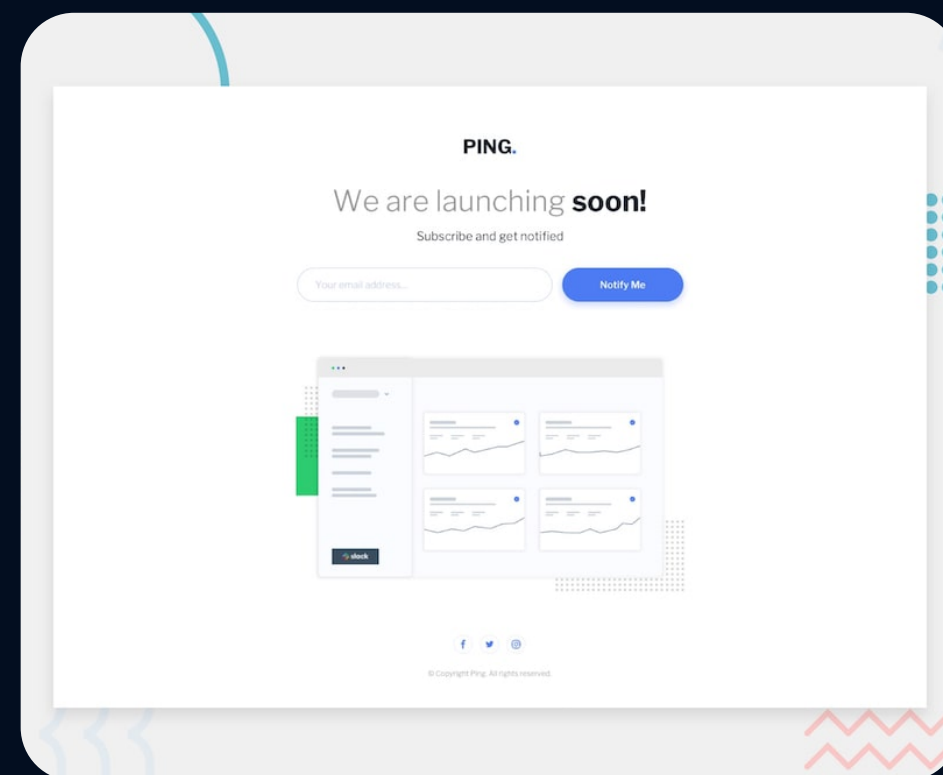 PING.
We are launching soon!
Subscribe and get notified
Your email address...
Notify Me
slack
© Copyright Ping. All rights reserved.